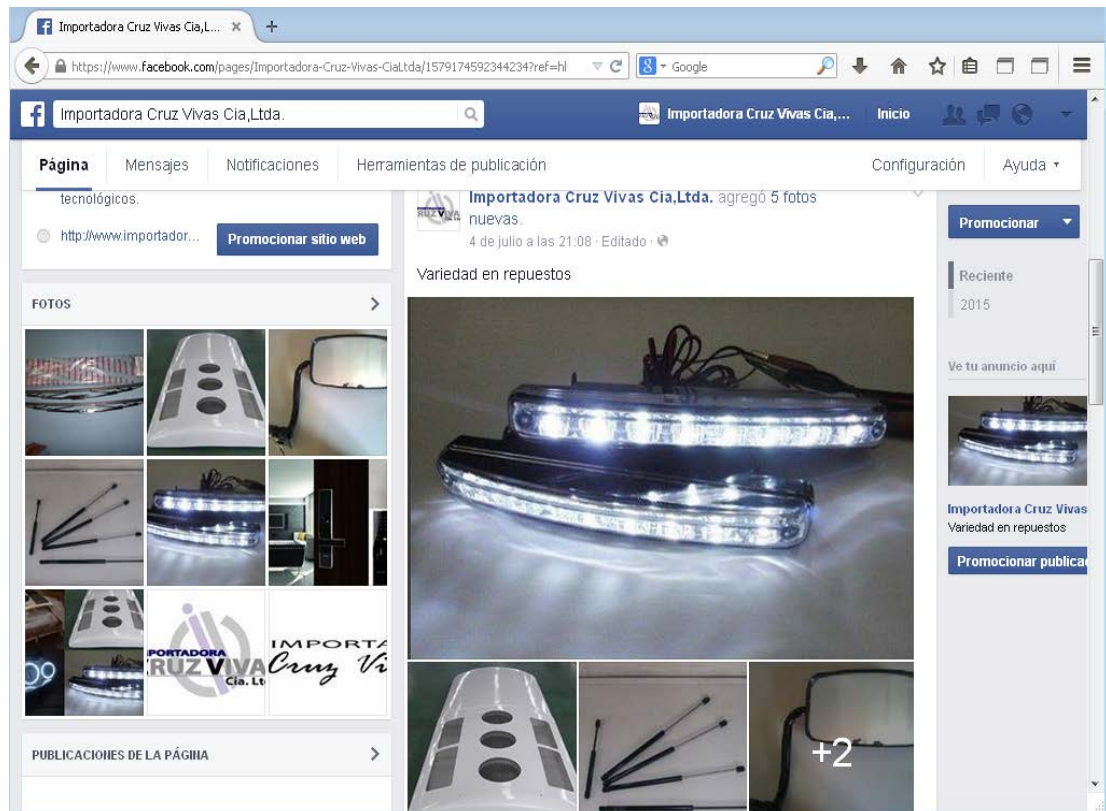 Importadora Cruz Vivas Cia,L...
https://www.facebook.com/pages/Importadora-Cruz-Vivas-CiaLtda/1579174592344234?ref=hl
Google
Importadora Cruz Vivas Cia,Ltda.
Importadora Cruz Vivas Cia,...
Inicio
Página
Mensajes
Notificaciones
Herramientas de publicación
Configuración
Ayuda
tecnológicos.
http://www.importador...
Promocionar sitio web
FOTOS
PORTADORA
RUZ VIVA
Cia. Lt
IMPORTA
Cruz Vi
PUBLICACIONES DE LA PÁGINA
RUZ VIVA
Importadora Cruz Vivas Cia,Ltda. agregó 5 fotos
nuevas.
4 de julio a las 21:08 · Editado ·
Variedad en repuestos
+2
Promocionar
Reciente
2015
Ve tu anuncio aquí
Importadora Cruz Vivas
Variedad en repuestos
Promocionar publica